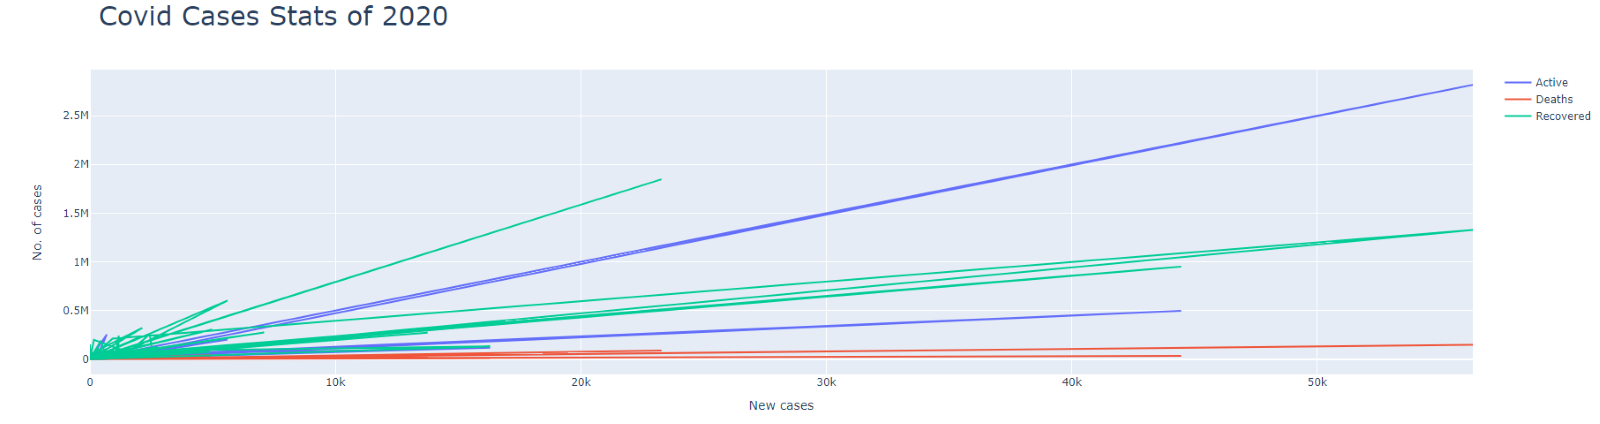 Covid Cases Stats of 2020
Active
Deaths
Recovered
No. of cases
2.5M
2M
1.5M
1M
0.5M
0
0 10k 20k 30k 40k 50k
New cases